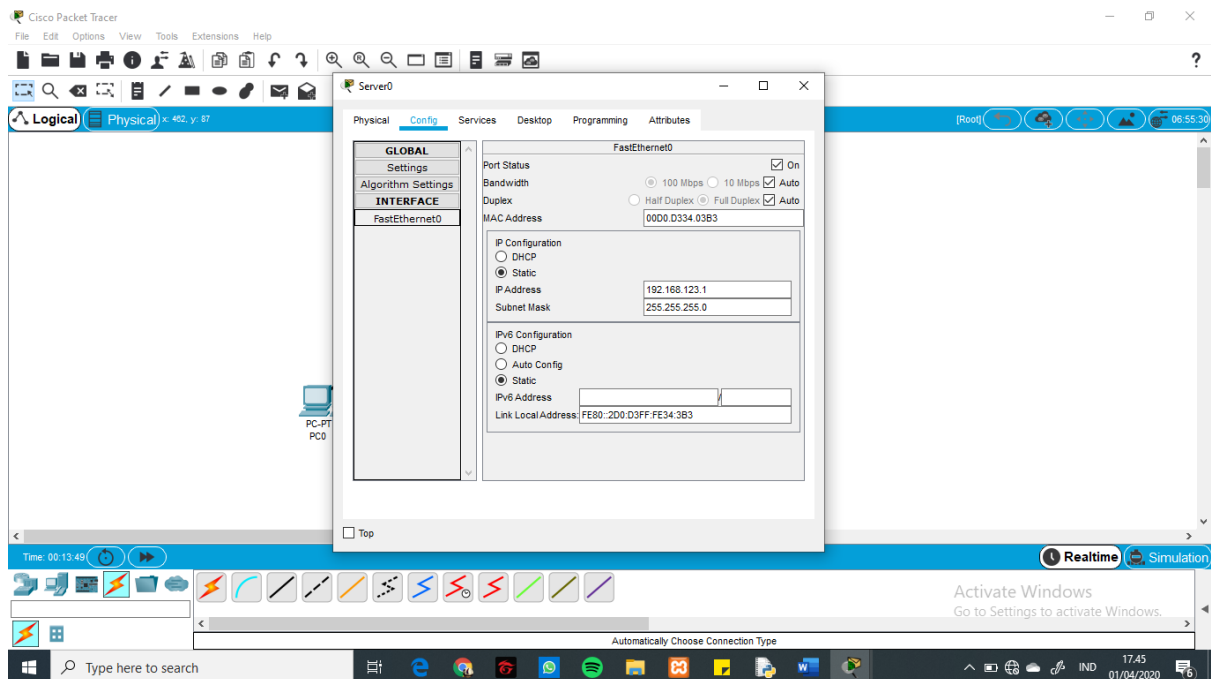 Cisco Packet Tracer
File Edit Options View Tools Extensions Help
?
Server0
Logical Physical x: 462, y: 87
[Root] 06:55:30
Physical Config Services Desktop Programming Attributes
GLOBAL
Settings
Algorithm Settings
INTERFACE
FastEthernet0
FastEthernet0
Port Status On
Bandwidth 100 Mbps 10 Mbps Auto
Duplex Half Duplex Full Duplex Auto
MAC Address 00D0.D334.03B3
IP Configuration
DHCP
Static
IP Address 192.168.123.1
Subnet Mask 255.255.255.0
IPv6 Configuration
DHCP
Auto Config
Static
IPv6 Address /
Link Local Address: FE80::2D0:D3FF:FE34:3B3
PC-PT
PC0
Top
Time: 00:13:49 Realtime Simulation
Activate Windows
Go to Settings to activate Windows.
Automatically Choose Connection Type
Type here to search
IND
17.45
01/04/2020
6